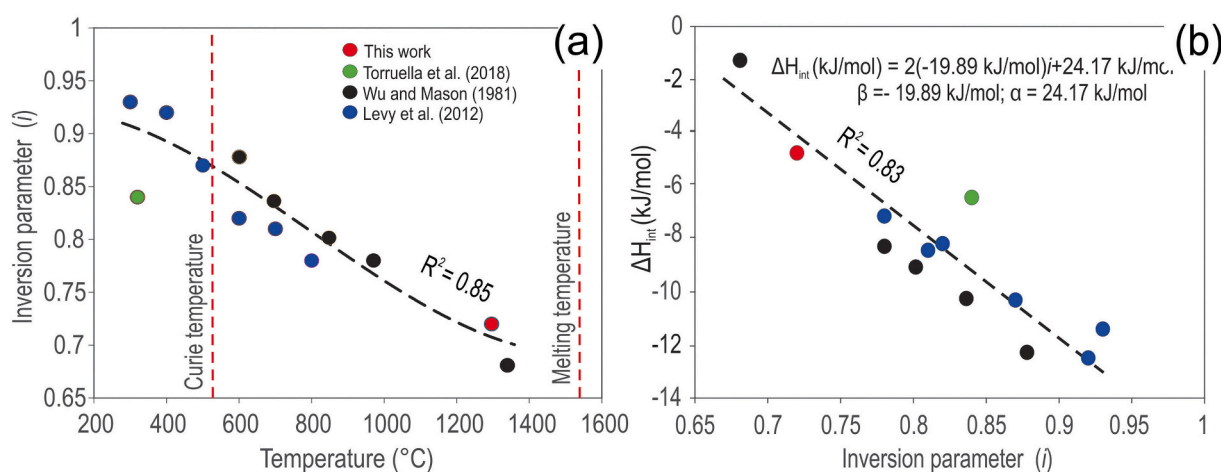 (a)
This work
Torruella et al. (2018)
Wu and Mason (1981)
Levy et al. (2012)
R²= 0.85
Curie temperature
Melting temperature
1
0.95
0.9
0.85
0.8
0.75
0.7
0.65
200 400 600 800 1000 1200 1400 1600
Inversion parameter (i)
Temperature (°C)
(b)
ΔHint(kJ/mol) = 2(-19.89 kJ/mol)i+24.17 kJ/mol
β =- 19.89 kJ/mol; α = 24.17 kJ/mol
R²= 0.83
-0
-2
-4
-6
-8
-10
-12
-14
0.65 0.7 0.75 0.8 0.85 0.9 0.95 1
ΔHint(kJ/mol)
Inversion parameter (i)